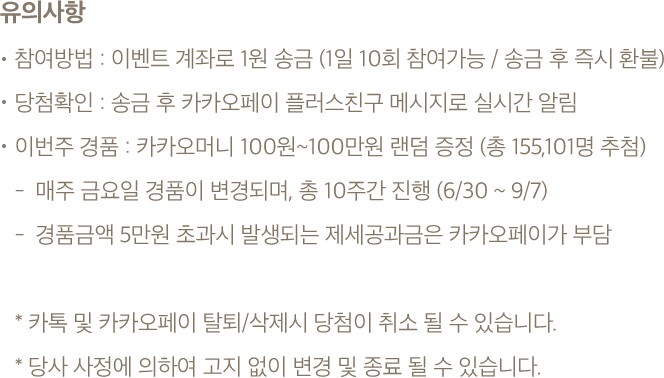 유의사항
• 참여방법 : 이벤트 계좌로 1원 송금 (1일 10회 참여가능 / 송금 후 즉시 환불)
• 당첨확인 : 송금 후 카카오페이 플러스친구 메시지로 실시간 알림
• 이번주 경품 : 카카오머니 100원~100만원 랜덤 증정 (총 155,101명 추첨)
- 매주 금요일 경품이 변경되며, 총 10주간 진행 (6/30 ~ 9/7)
- 경품금액 5만원 초과시 발생되는 제세공과금은 카카오페이가 부담
* 카톡 및 카카오페이 탈퇴/삭제시 당첨이 취소 될 수 있습니다.
* 당사 사정에 의하여 고지 없이 변경 및 종료 될 수 있습니다.